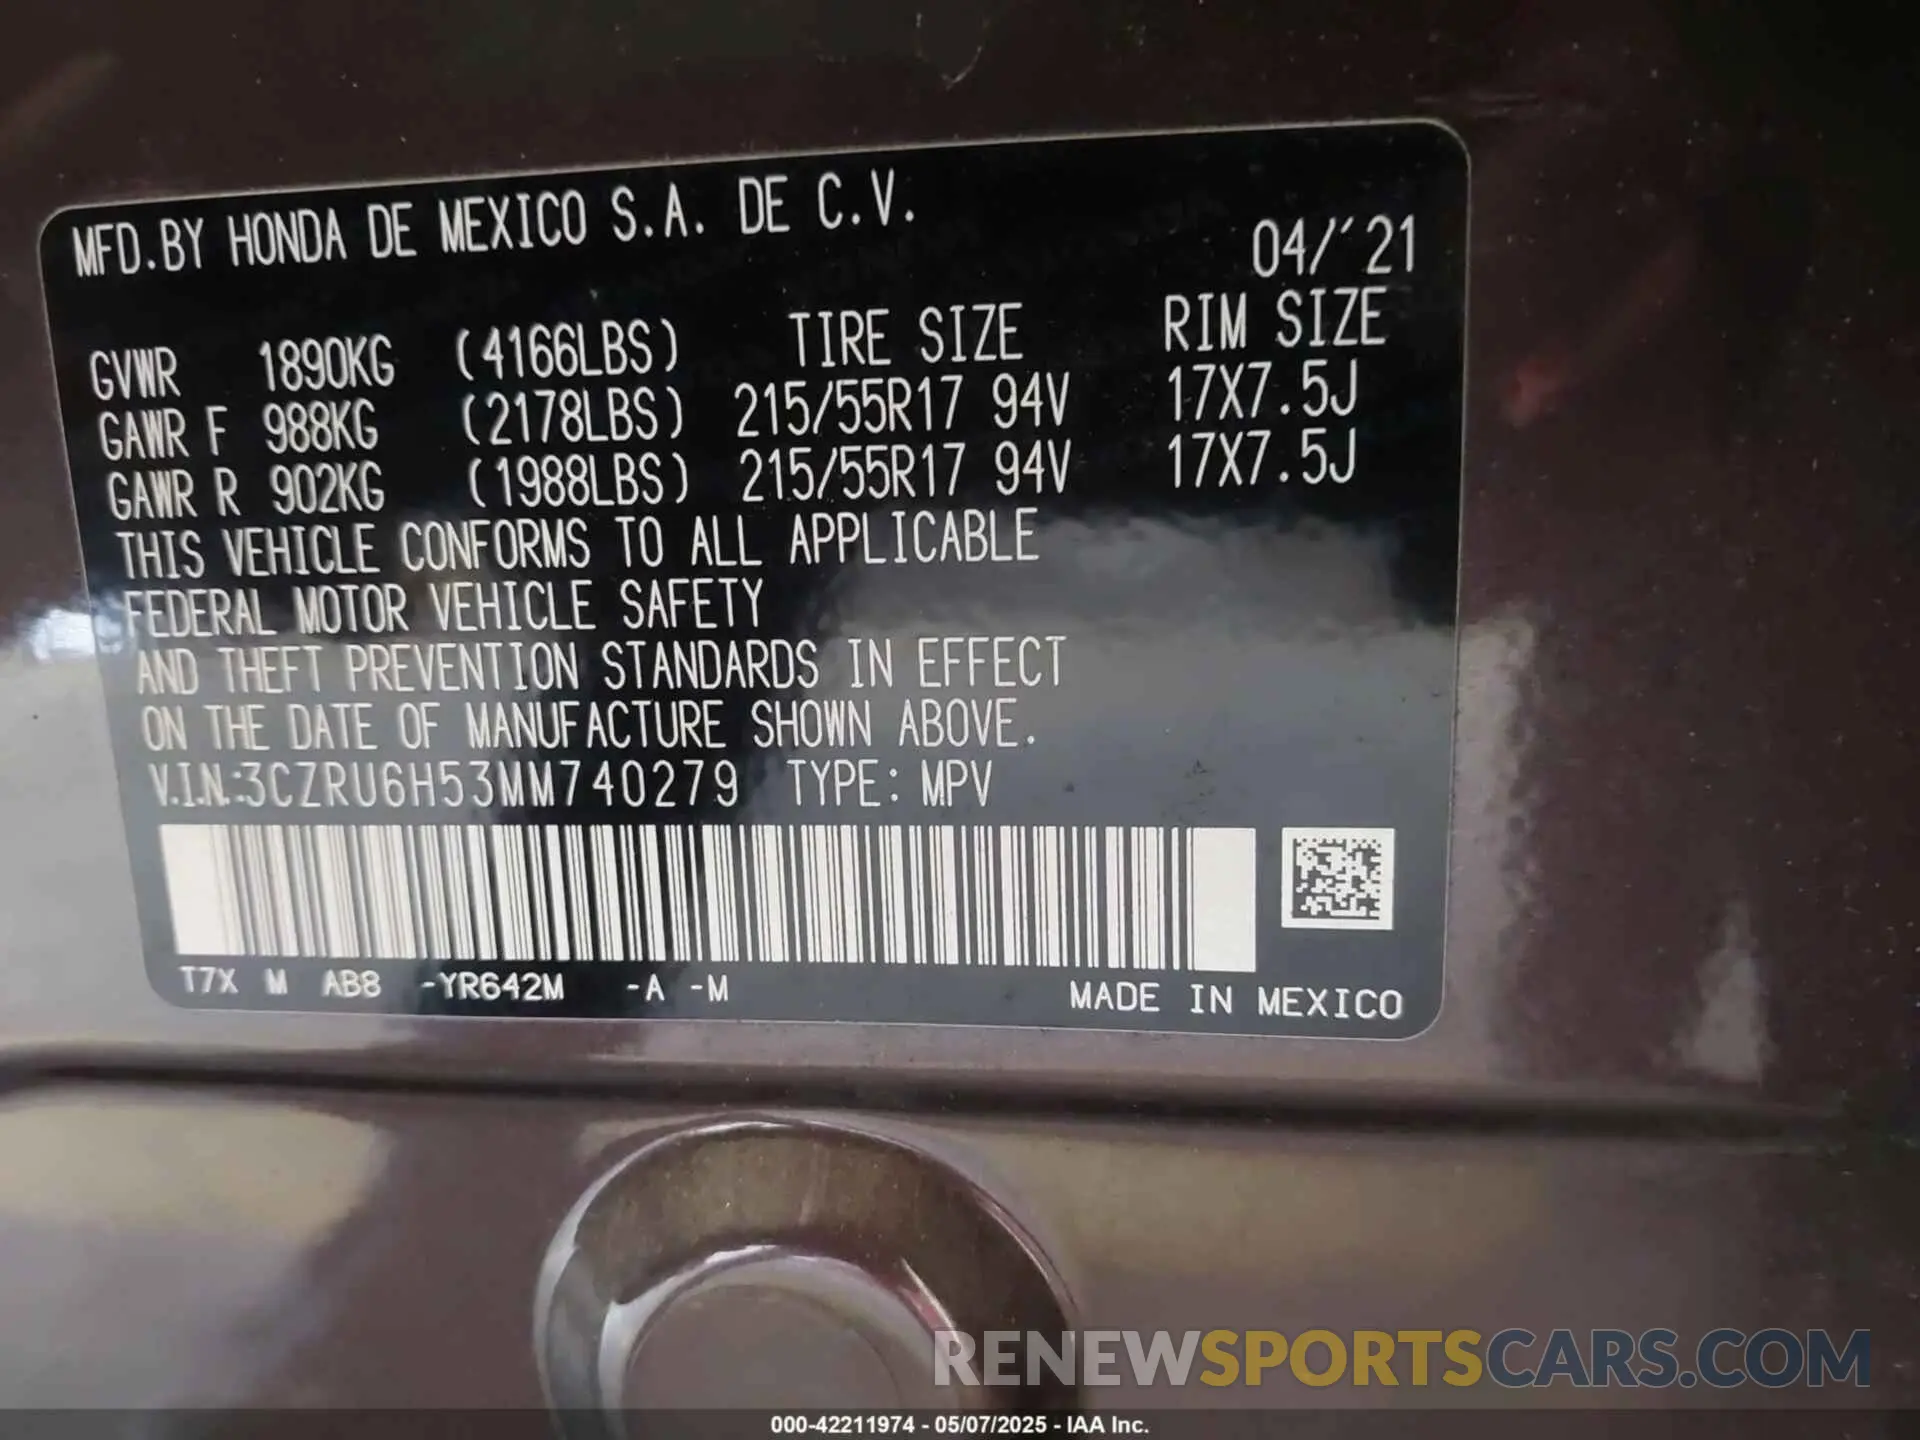 MFD.BY HONDA DE MEXICO S.A. DE C.V.
04/'21
GVWR 1890KG (4166LBS) TIRE SIZE RIM SIZE
GAWR F 988KG (2178LBS) 215/55R17 94V 17X7.5J
GAWR R 902KG (1988LBS) 215/55R17 94V 17X7.5J
THIS VEHICLE CONFORMS TO ALL APPLICABLE
FEDERAL MOTOR VEHICLE SAFETY
AND THEFT PREVENTION STANDARDS IN EFFECT
ON THE DATE OF MANUFACTURE SHOWN ABOVE.
V.I.N.:3CZRU6H53MM740279 TYPE: MPV
T7X M AB8 -YR642M -A -M MADE IN MEXICO
RENEWSPORTSCARS.COM
000-42211974 - 05/07/2025 - IAA Inc.